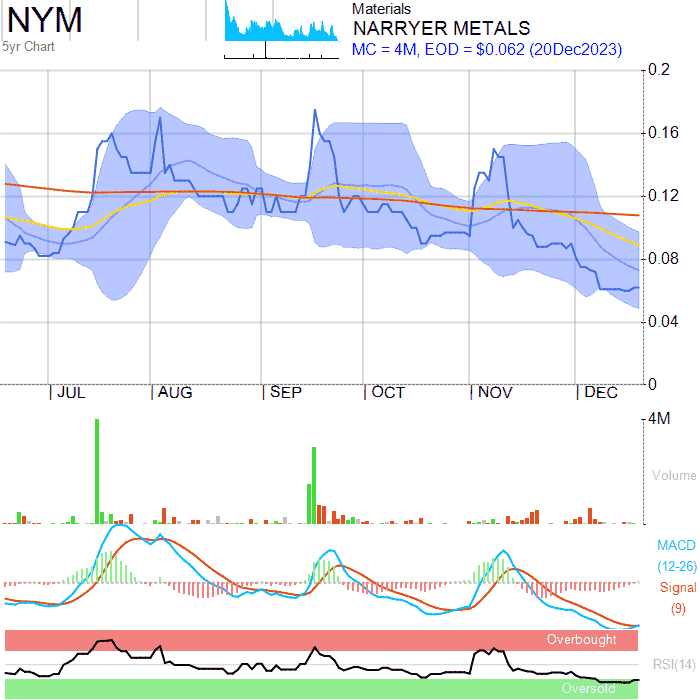 NYM
5yr Chart
Materials
NARRYER METALS
MC = 4M, EOD = $0.062 (20Dec2023)
0.2
0.16
0.12
0.08
0.04
0
JUL AUG SEP OCT NOV DEC
4M
Volume
MACD
(12-26)
Signal
(9)
Overbought
RSI(14)
Oversold